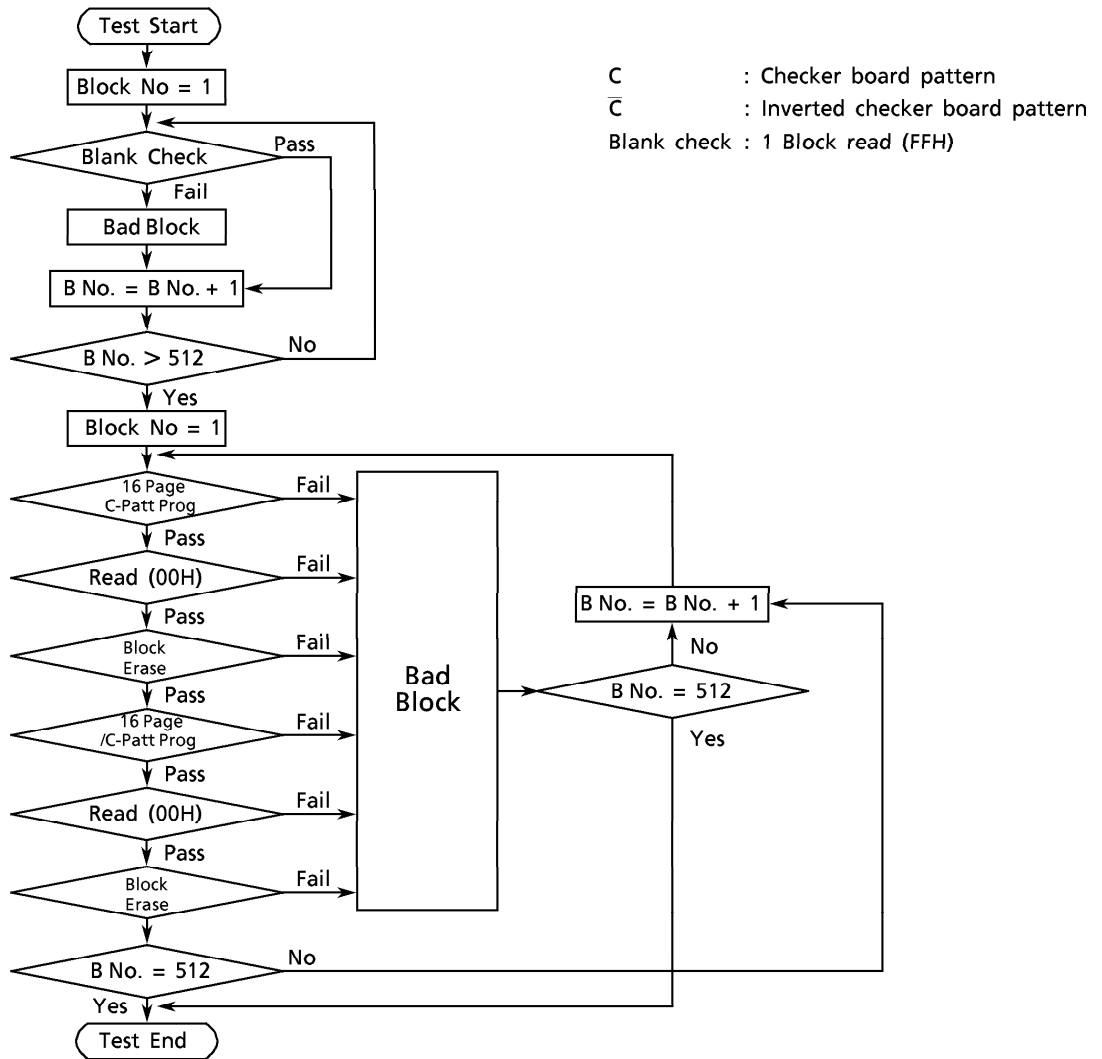 Test Start
Block No = 1
C : Checker board pattern
C̅ : Inverted checker board pattern
Blank check : 1 Block read (FFH)
Blank Check
Pass
Fail
Bad Block
B No. = B No. + 1
B No. > 512
No
Yes
Block No = 1
16 Page
C-Patt Prog
Fail
Pass
Read (00H)
Fail
Pass
Block
Erase
Fail
Pass
16 Page
/C-Patt Prog
Fail
Pass
Read (00H)
Fail
Pass
Block
Erase
Fail
Bad
Block
B No. = B No. + 1
No
B No. = 512
Yes
B No. = 512
No
Yes
Test End